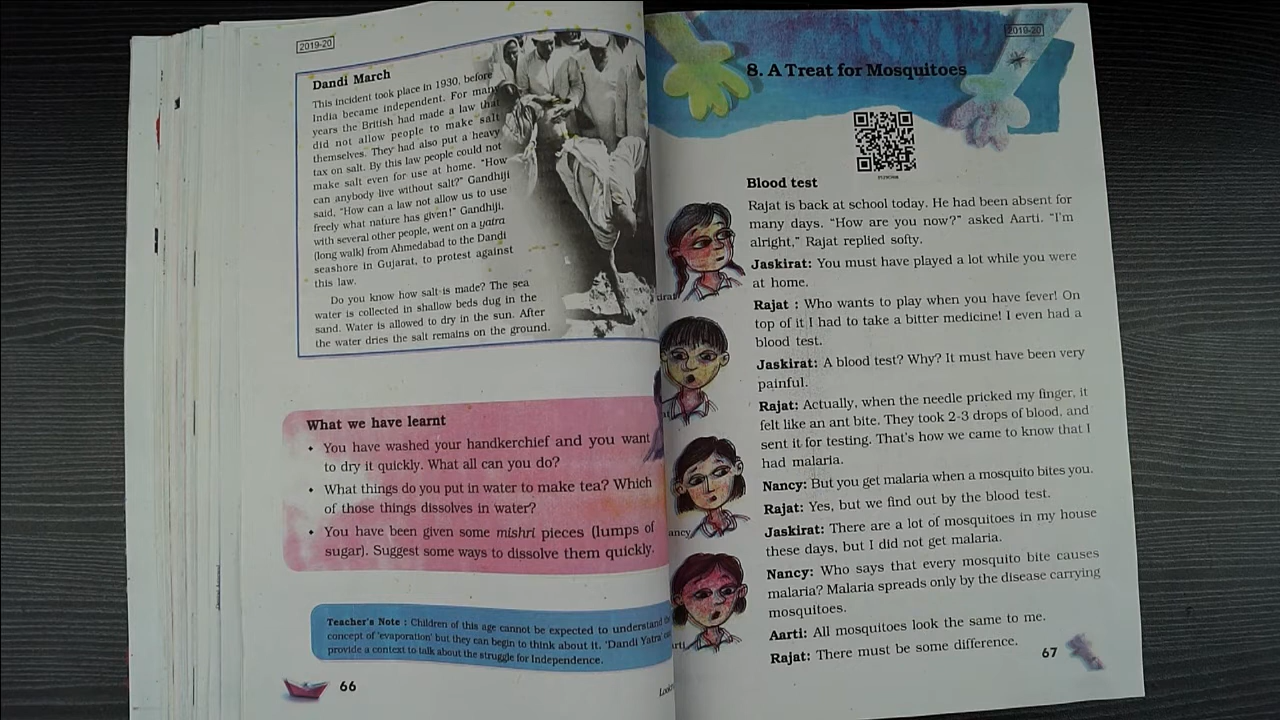 2019-20
Dandi March
This incident took place in 1930, before
India became independent. For many
years the British had made a law that
did not allow people to make salt
themselves. They had also put a heavy
tax on salt. By this law people could not
make salt even for use at home. “How
can anybody live without salt?” Gandhiji
said, “How can a law not allow us to use
freely what nature has given!” Gandhiji,
with several other people, went on a yatra
(long walk) from Ahmedabad to the Dandi
seashore in Gujarat, to protest against
this law.
Do you know how salt is made? The sea
water is collected in shallow beds dug in the
sand. Water is allowed to dry in the sun. After
the water dries the salt remains on the ground.
What we have learnt
• You have washed your handkerchief and you want
to dry it quickly. What all can you do?
• What things do you put in water to make tea? Which
of those things dissolves in water?
• You have been given some mishri pieces (lumps of
sugar). Suggest some ways to dissolve them quickly.
Teacher's Note : Children of this age cannot be expected to understand
concept of 'evaporation' but they can begin to think about it. 'Dandi Yatra'
provide a context to talk about the struggle for Independence.
66
2019-20
8. A Treat for Mosquitoes
Blood test
Rajat is back at school today. He had been absent for
many days. “How are you now?” asked Aarti. “I'm
alright,” Rajat replied softy.
Jaskirat: You must have played a lot while you were
at home.
Rajat : Who wants to play when you have fever! On
top of it I had to take a bitter medicine! I even had a
blood test.
Jaskirat: A blood test? Why? It must have been very
painful.
Rajat: Actually, when the needle pricked my finger, it
felt like an ant bite. They took 2-3 drops of blood, and
sent it for testing. That's how we came to know that I
had malaria.
Nancy: But you get malaria when a mosquito bites you.
Rajat: Yes, but we find out by the blood test.
Jaskirat: There are a lot of mosquitoes in my house
these days, but I did not get malaria.
Nancy: Who says that every mosquito bite causes
malaria? Malaria spreads only by the disease carrying
mosquitoes.
Aarti: All mosquitoes look the same to me.
Rajat: There must be some difference.
67